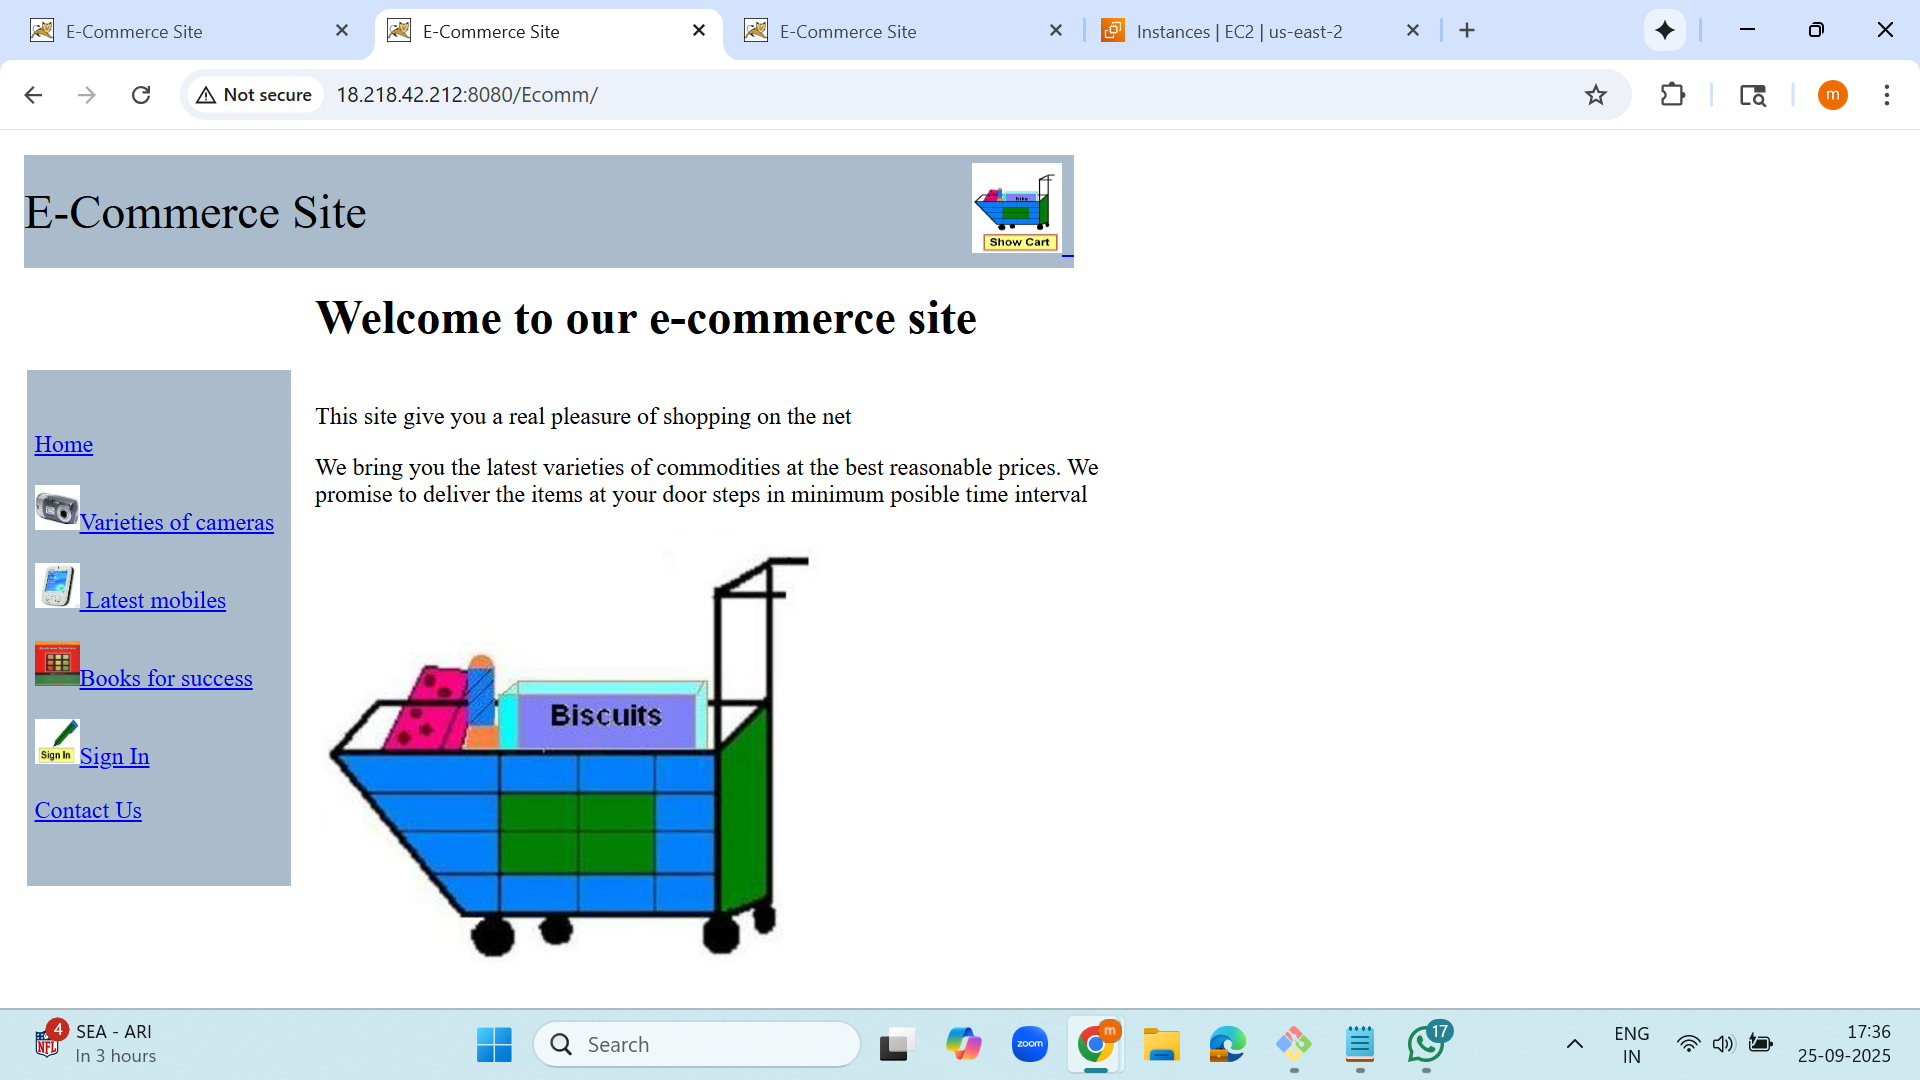 E-Commerce Site
E-Commerce Site
E-Commerce Site
Instances | EC2 | us-east-2
Not secure
18.218.42.212:8080/Ecomm/
m
E-Commerce Site
Show Cart
Welcome to our e-commerce site
This site give you a real pleasure of shopping on the net
We bring you the latest varieties of commodities at the best reasonable prices. We
promise to deliver the items at your door steps in minimum posible time interval
Home
Varieties of cameras
Latest mobiles
Books for success
Sign In
Sign In
Contact Us
Biscuits
4
NFL
SEA - ARI
In 3 hours
Search
zoom
m
17
ENG
IN
17:36
25-09-2025